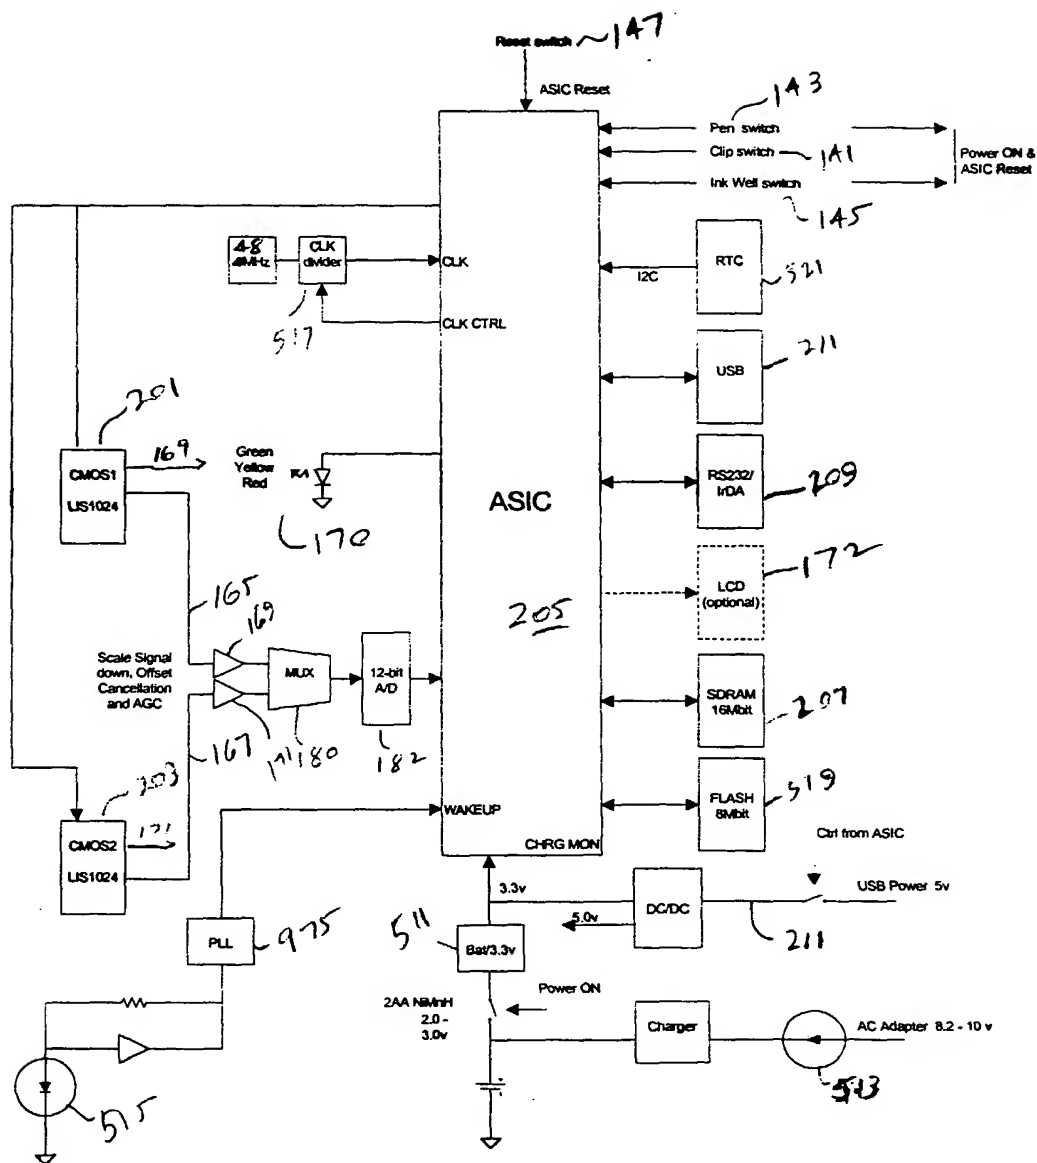 Reset switch 147
ASIC Reset
143
Pen switch
Clip switch 141
Power ON &
ASIC Reset
Ink Well switch
145
48
MHz
CLK
divider
517
CLK
CLK CTRL
I2C
RTC
521
211
USB
201
CMOS1
LIS1024
169
Green
Yellow
Red
170
ASIC
205
RS232/
IrDA
209
172
LCD
(optional)
165
169
Scale Signal
down, Offset
Cancellation
and AGC
MUX
12-bit
A/D
171
180
182
167
SDRAM
16Mbit
207
203
CMOS2
LIS1024
171
WAKEUP
CHRG MON
FLASH
8Mbit
519
Ctrl from ASIC
3.3v
DC/DC
USB Power 5v
5.0v
211
PLL
975
511
Bat/3.3v
2AA NiMnH
2.0 -
3.0v
Power ON
Charger
AC Adapter 8.2 - 10 v
513
515